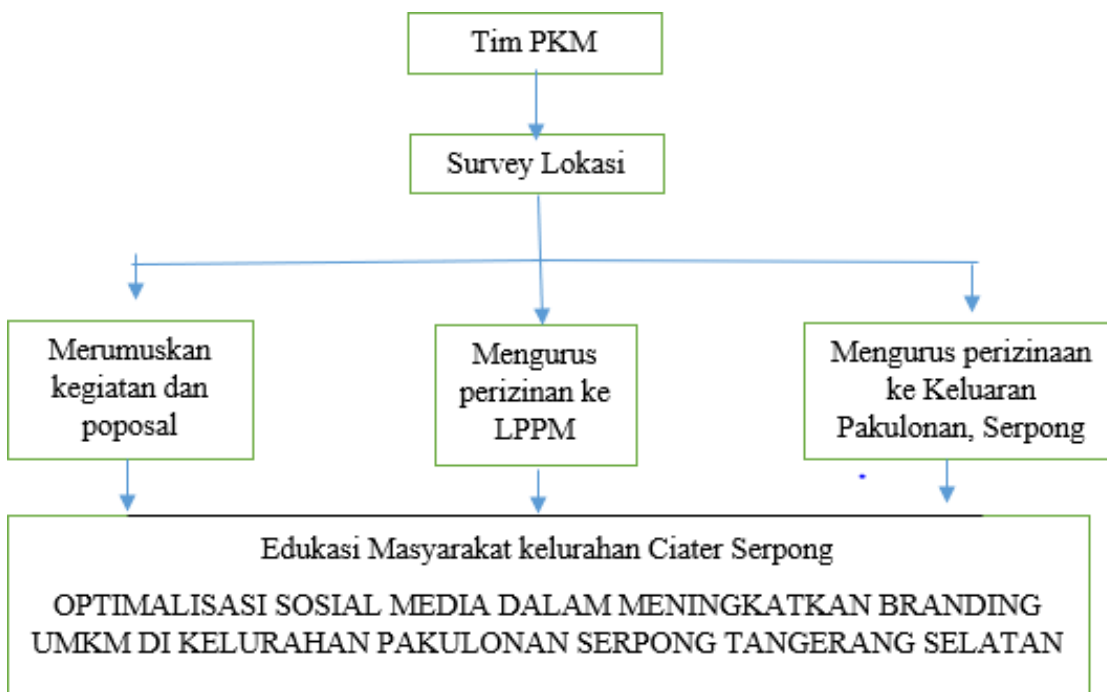 Tim PKM
Survey Lokasi
Merumuskan
kegiatan dan
poposal
Mengurus
perizinan ke
LPPM
Mengurus perizinaan
ke Keluaran
Pakulonan, Serpong
Edukasi Masyarakat kelurahan Ciater Serpong
OPTIMALISASI SOSIAL MEDIA DALAM MENINGKATKAN BRANDING
UMKM DI KELURAHAN PAKULONAN SERPONG TANGERANG SELATAN